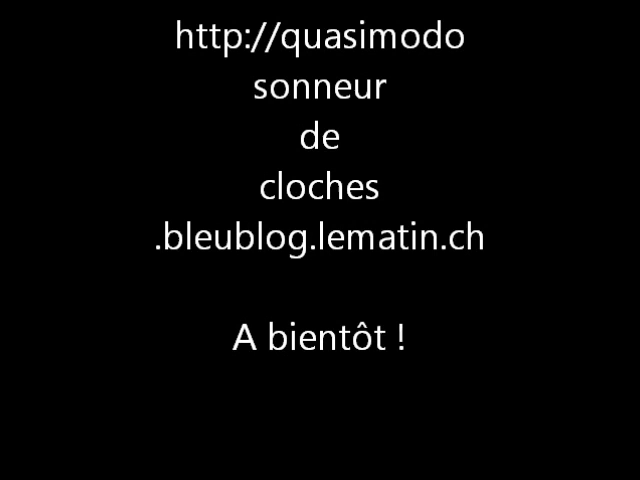 http://quasimodo
sonneur
de
cloches
.bleublog.lematin.ch
A bientôt !